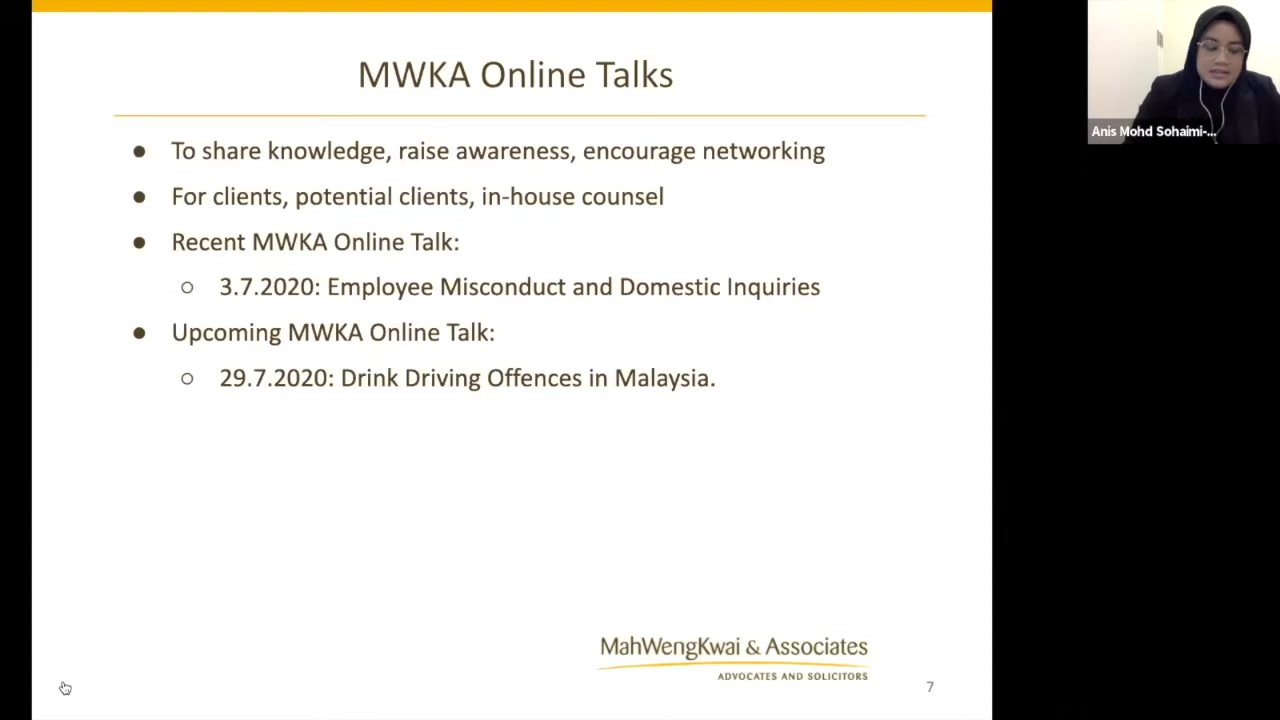 MWKA Online Talks
● To share knowledge, raise awareness, encourage networking
● For clients, potential clients, in-house counsel
● Recent MWKA Online Talk:
○ 3.7.2020: Employee Misconduct and Domestic Inquiries
● Upcoming MWKA Online Talk:
○ 29.7.2020: Drink Driving Offences in Malaysia.
MahWengKwai & Associates
ADVOCATES AND SOLICITORS
7
Anis Mohd Sohaimi-...